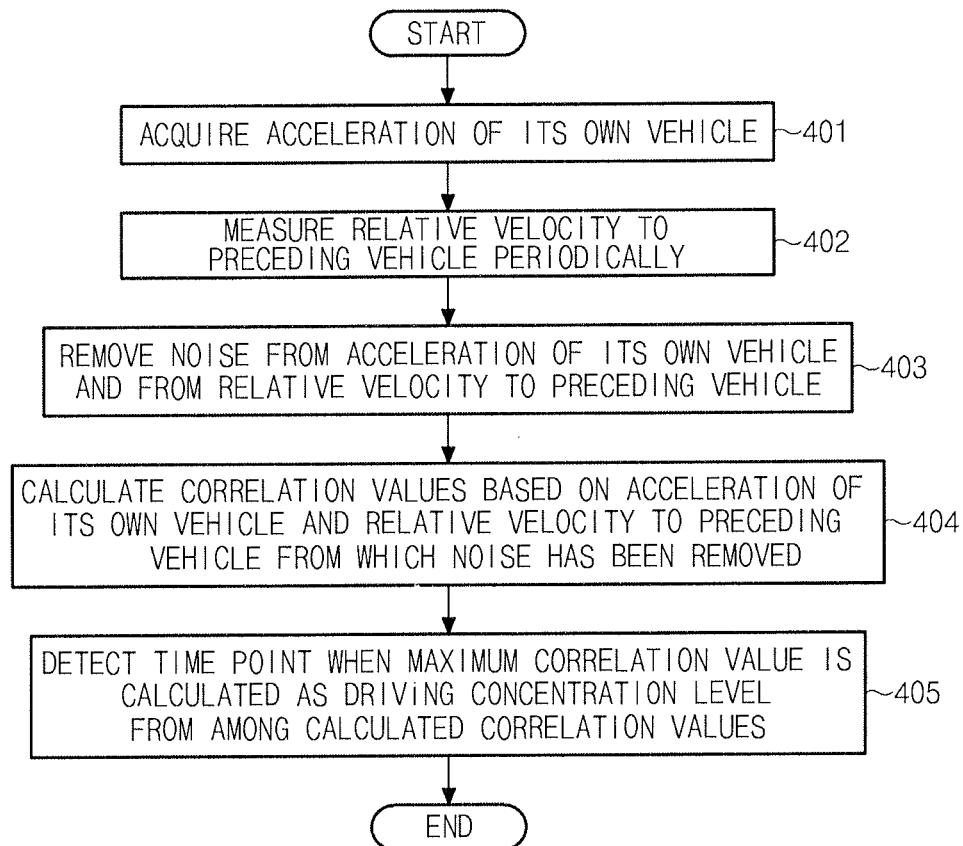 START
ACQUIRE ACCELERATION OF ITS OWN VEHICLE
401
MEASURE RELATIVE VELOCITY TO
PRECEDING VEHICLE PERIODICALLY
402
REMOVE NOISE FROM ACCELERATION OF ITS OWN VEHICLE
AND FROM RELATIVE VELOCITY TO PRECEDING VEHICLE
403
CALCULATE CORRELATION VALUES BASED ON ACCELERATION OF
ITS OWN VEHICLE AND RELATIVE VELOCITY TO PRECEDING
VEHICLE FROM WHICH NOISE HAS BEEN REMOVED
404
DETECT TIME POINT WHEN MAXIMUM CORRELATION VALUE IS
CALCULATED AS DRIViNG CONCENTRATION LEVEL
FROM AMONG CALCULATED CORRELATION VALUES
405
END